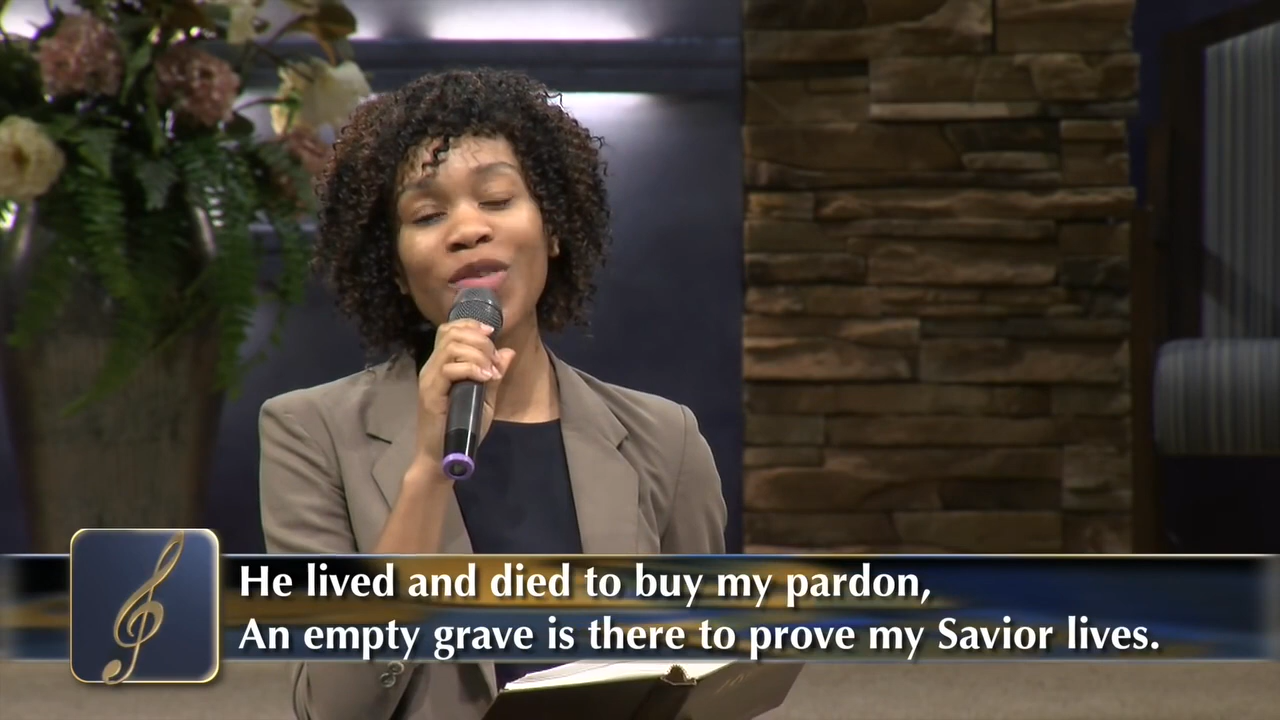 He lived and died to buy my pardon,
An empty grave is there to prove my Savior lives.